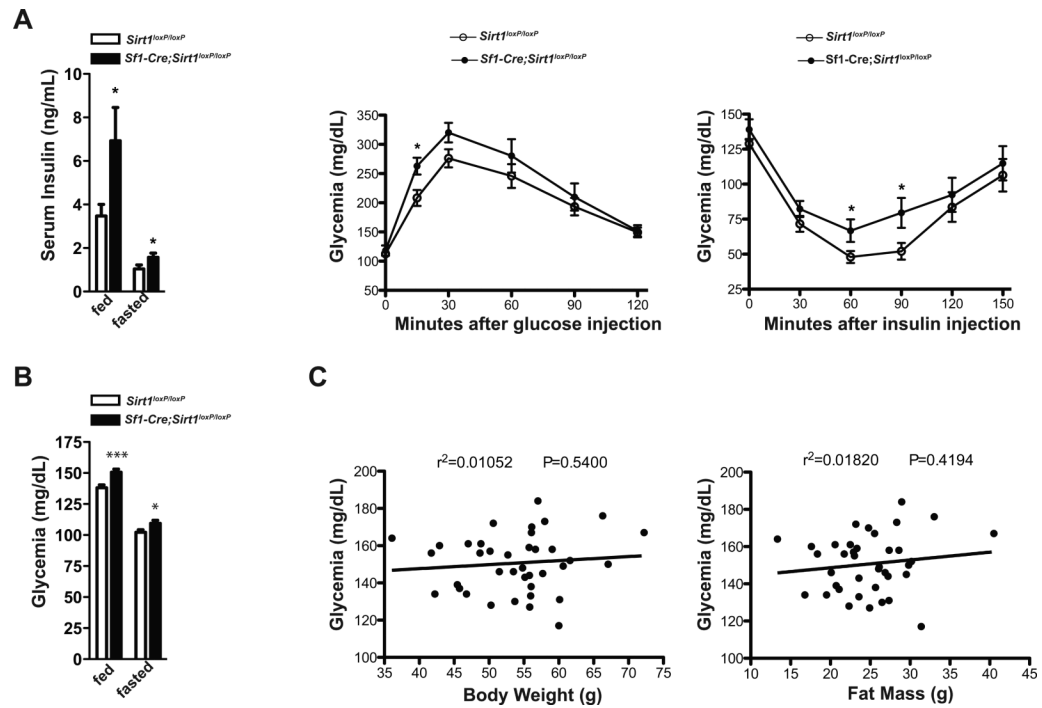 A
Sirt1loxP/loxP
Sf1-Cre;Sirt1loxP/loxP
Serum Insulin (ng/mL)
10
8
6
4
2
0
*
*
fed
fasted
Sirt1loxP/loxP
Sf1-Cre;Sirt1loxP/loxP
Glycemia (mg/dL)
350
300
250
200
150
100
50
*
0
30
60
90
120
Minutes after glucose injection
Sirt1loxP/loxP
Sf1-Cre;Sirt1loxP/loxP
Glycemia (mg/dL)
150
125
100
75
50
25
*
*
0
30
60
90
120
150
Minutes after insulin injection
B
Sirt1loxP/loxP
Sf1-Cre;Sirt1loxP/loxP
Glycemia (mg/dL)
175
150
125
100
75
50
25
0
***
*
fed
fasted
C
r2=0.01052 P=0.5400
Glycemia (mg/dL)
200
180
160
140
120
100
35
40
45
50
55
60
65
70
75
Body Weight (g)
r2=0.01820 P=0.4194
Glycemia (mg/dL)
200
180
160
140
120
100
10
15
20
25
30
35
40
45
Fat Mass (g)